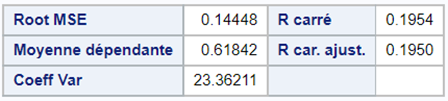 Root MSE 0.14448 R carré 0.1954
Moyenne dépendante 0.61842 R car. ajust. 0.1950
Coeff Var 23.36211